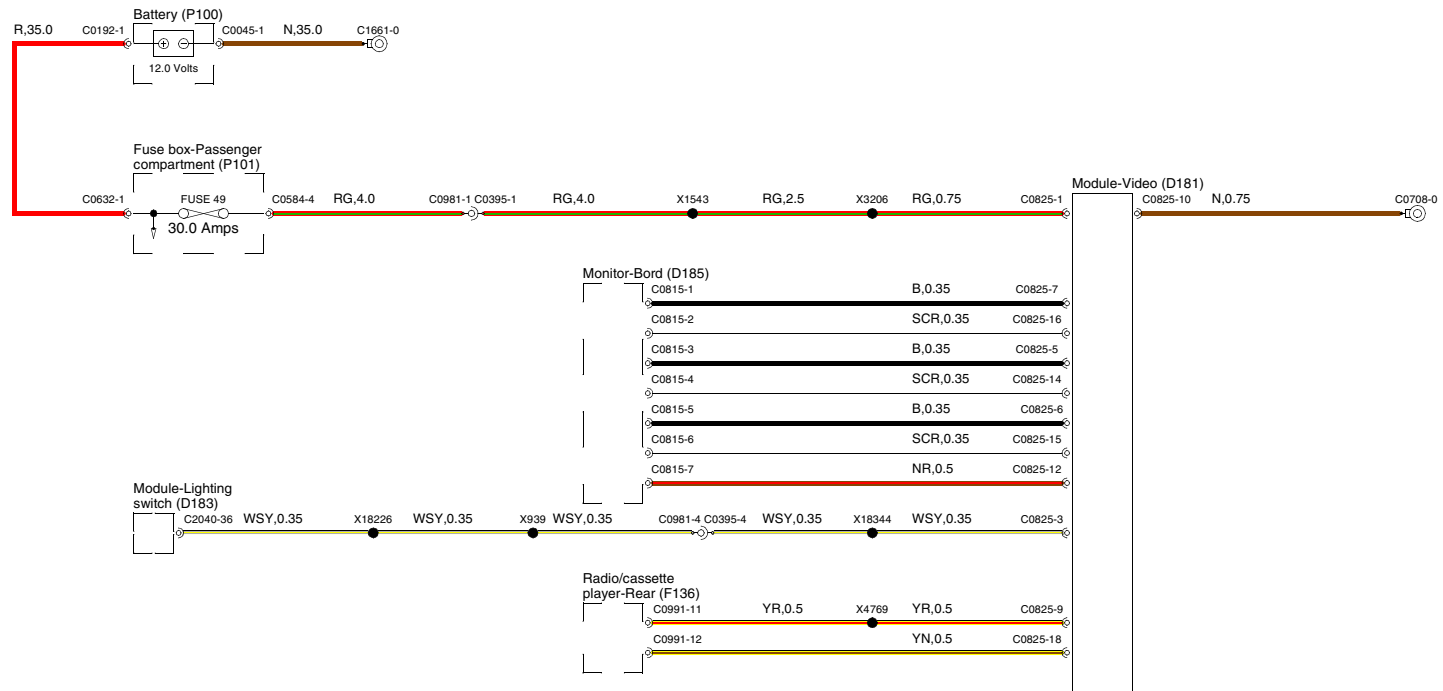 Battery (P100)
R,35.0 C0192-1 C0045-1 N,35.0 C1661-0
12.0 Volts
Fuse box-Passenger
compartment (P101)
Module-Video (D181)
C0632-1 FUSE 49 C0584-4 RG,4.0 C0981-1 C0395-1 RG,4.0 X1543 RG,2.5 X3206 RG,0.75 C0825-1 C0825-10 N,0.75 C0708-0
30.0 Amps
Monitor-Bord (D185)
C0815-1 B,0.35 C0825-7
C0815-2 SCR,0.35 C0825-16
C0815-3 B,0.35 C0825-5
C0815-4 SCR,0.35 C0825-14
C0815-5 B,0.35 C0825-6
C0815-6 SCR,0.35 C0825-15
C0815-7 NR,0.5 C0825-12
Module-Lighting
switch (D183)
C2040-36 WSY,0.35 X18226 WSY,0.35 X939 WSY,0.35 C0981-4 C0395-4 WSY,0.35 X18344 WSY,0.35 C0825-3
Radio/cassette
player-Rear (F136)
C0991-11 YR,0.5 X4769 YR,0.5 C0825-9
C0991-12 YN,0.5 C0825-18